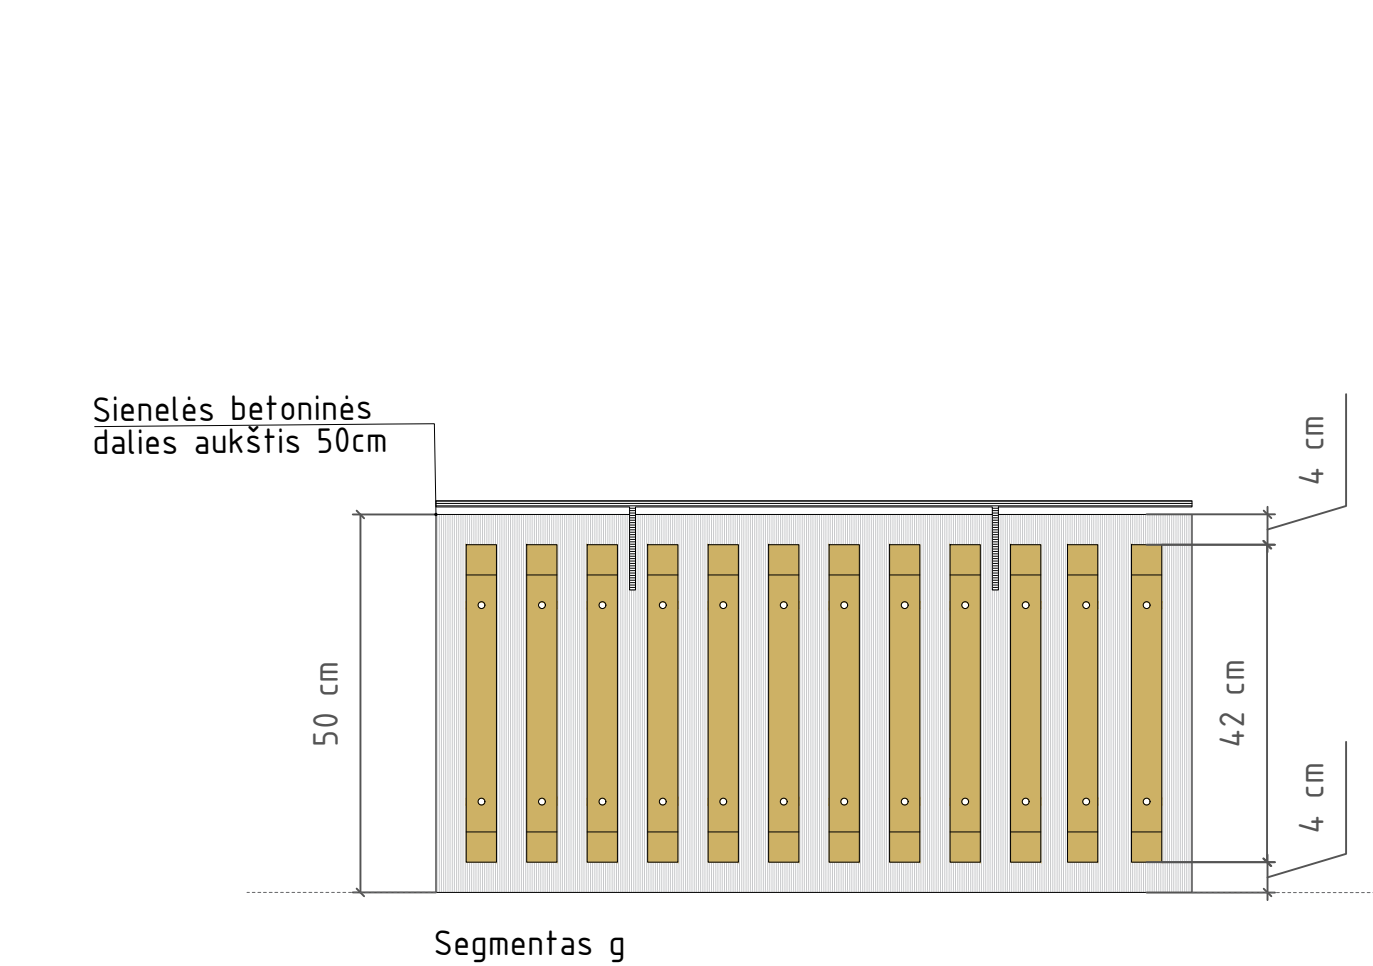 Sienelės betoninės
dalies aukštis 50cm
4 cm
50 cm
42 cm
4 cm
Segmentas g